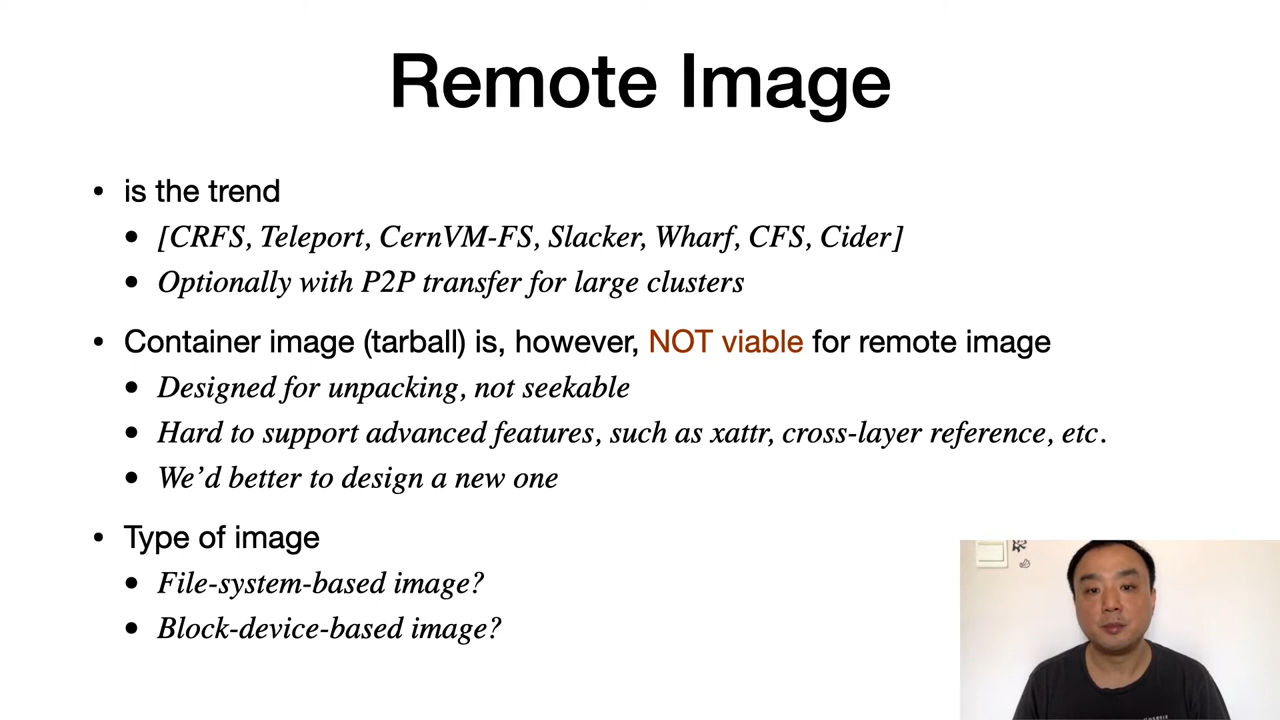 Remote Image
• is the trend
• [CRFS, Teleport, CernVM-FS, Slacker, Wharf, CFS, Cider]
• Optionally with P2P transfer for large clusters
• Container image (tarball) is, however, NOT viable for remote image
• Designed for unpacking, not seekable
• Hard to support advanced features, such as xattr, cross-layer reference, etc.
• We’d better to design a new one
• Type of image
• File-system-based image?
• Block-device-based image?